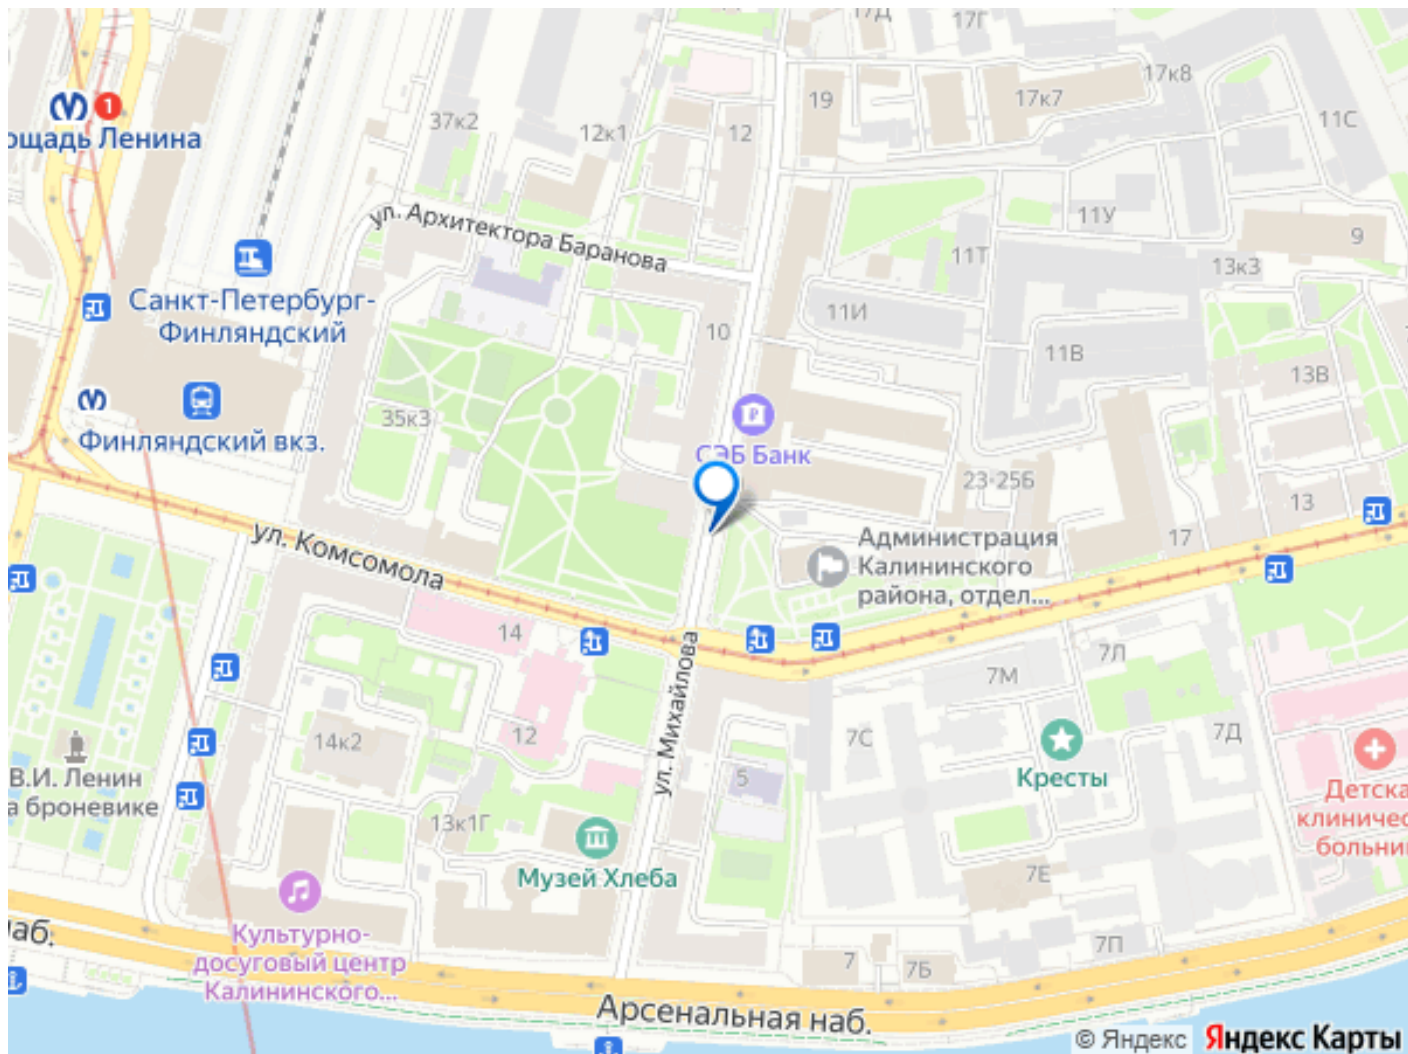 17Д
17Г
17к8
1
ощадь Ленина
37к2
12к1
12
19
17к7
11С
ул. Архитектора Баранова
11У
9
11Т
13к3
Санкт-Петербург-
Финляндский
10
11И
11В
13В
35к3
Финляндский вкз.
СЭБ Банк
23-25Б
13
17
ул. Комсомола
Администрация
Калининского
района, отдел...
14
ул. Михайлова
7Л
7М
12
14к2
7С
7Д
5
Кресты
В.И. Ленин
а броневике
Детска
клиничес
больни
13к1Г
Музей Хлеба
7Е
наб.
Культурно-
досуговый центр
Калининского...
7
7Б
7П
Арсенальная наб.
© Яндекс Яндекс Карты